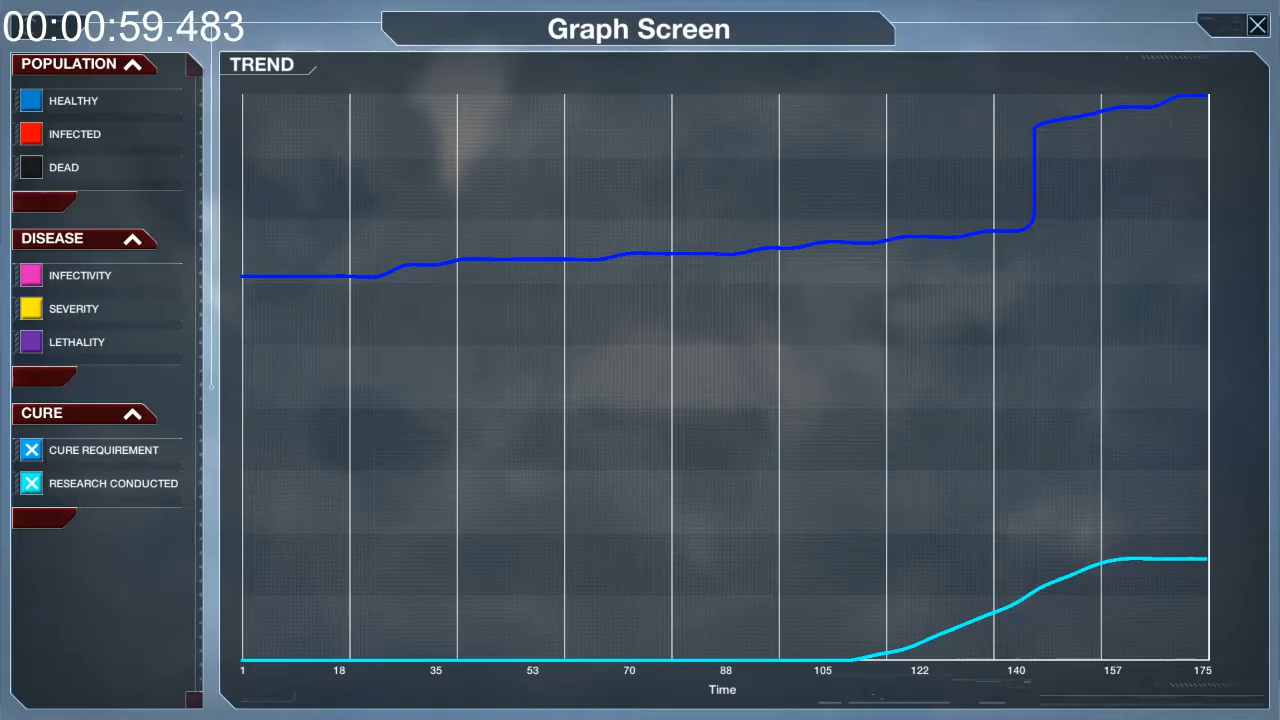 00:00:59.483
Graph Screen
POPULATION
HEALTHY
INFECTED
DEAD
DISEASE
INFECTIVITY
SEVERITY
LETHALITY
CURE
CURE REQUIREMENT
RESEARCH CONDUCTED
TREND
1 18 35 53 70 88 105 122 140 157 175
Time